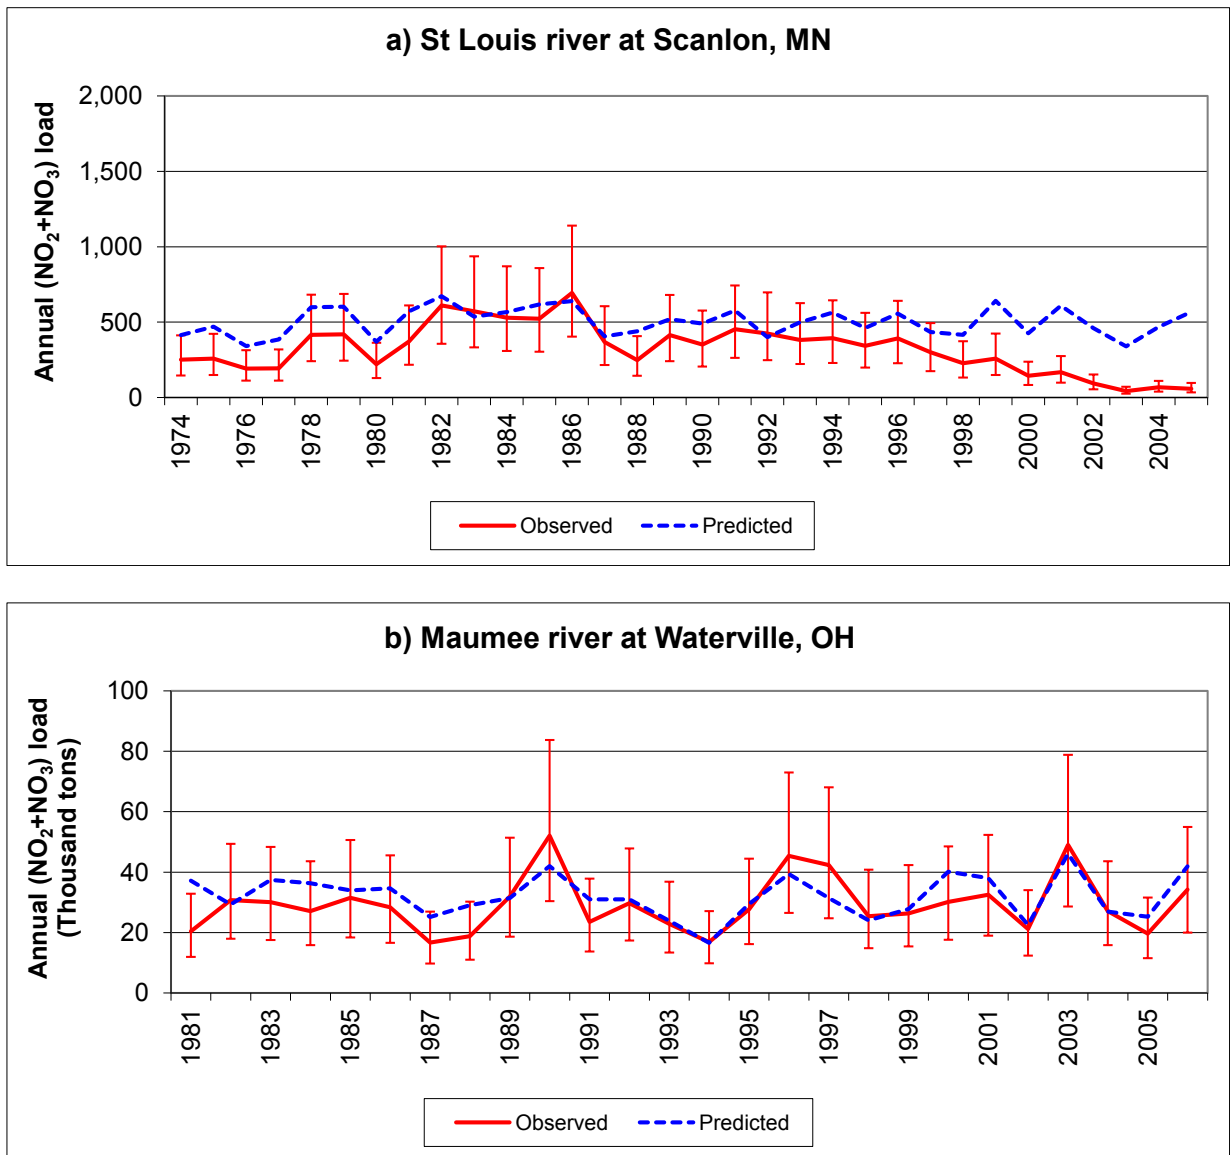 a) St Louis river at Scanlon, MN
Annual (NO₂+NO₃) load
2,000
1,500
1,000
500
0
1974 1976 1978 1980 1982 1984 1986 1988 1990 1992 1994 1996 1998 2000 2002 2004
Observed Predicted
b) Maumee river at Waterville, OH
Annual (NO₂+NO₃) load
(Thousand tons)
100
80
60
40
20
0
1981 1983 1985 1987 1989 1991 1993 1995 1997 1999 2001 2003 2005
Observed Predicted